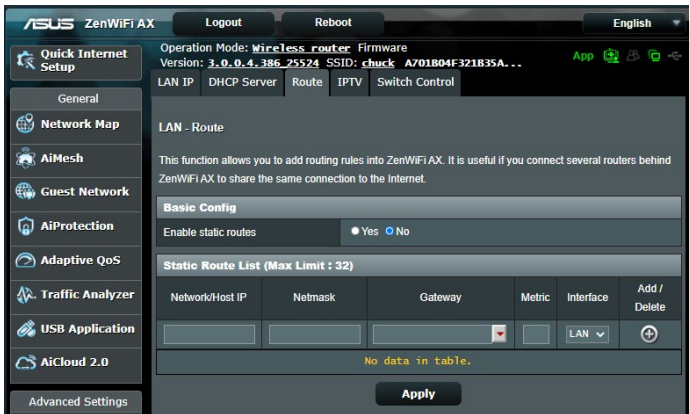 ASUS ZenWiFi AX Logout Reboot English
Quick Internet Setup
General
Network Map
AiMesh
Guest Network
AiProtection
Adaptive QoS
Traffic Analyzer
USB Application
AiCloud 2.0
Advanced Settings
Operation Mode: Wireless router Firmware
Version: 3.0.0.4.386_25524 SSID: chuck A701B04F321B35A...
App
LAN IP DHCP Server Route IPTV Switch Control
LAN - Route
This function allows you to add routing rules into ZenWiFi AX. It is useful if you connect several routers behind
ZenWiFi AX to share the same connection to the Internet.
Basic Config
Enable static routes Yes No
Static Route List (Max Limit : 32)
Network/Host IP Netmask Gateway Metric Interface Add / Delete
LAN
No data in table.
Apply